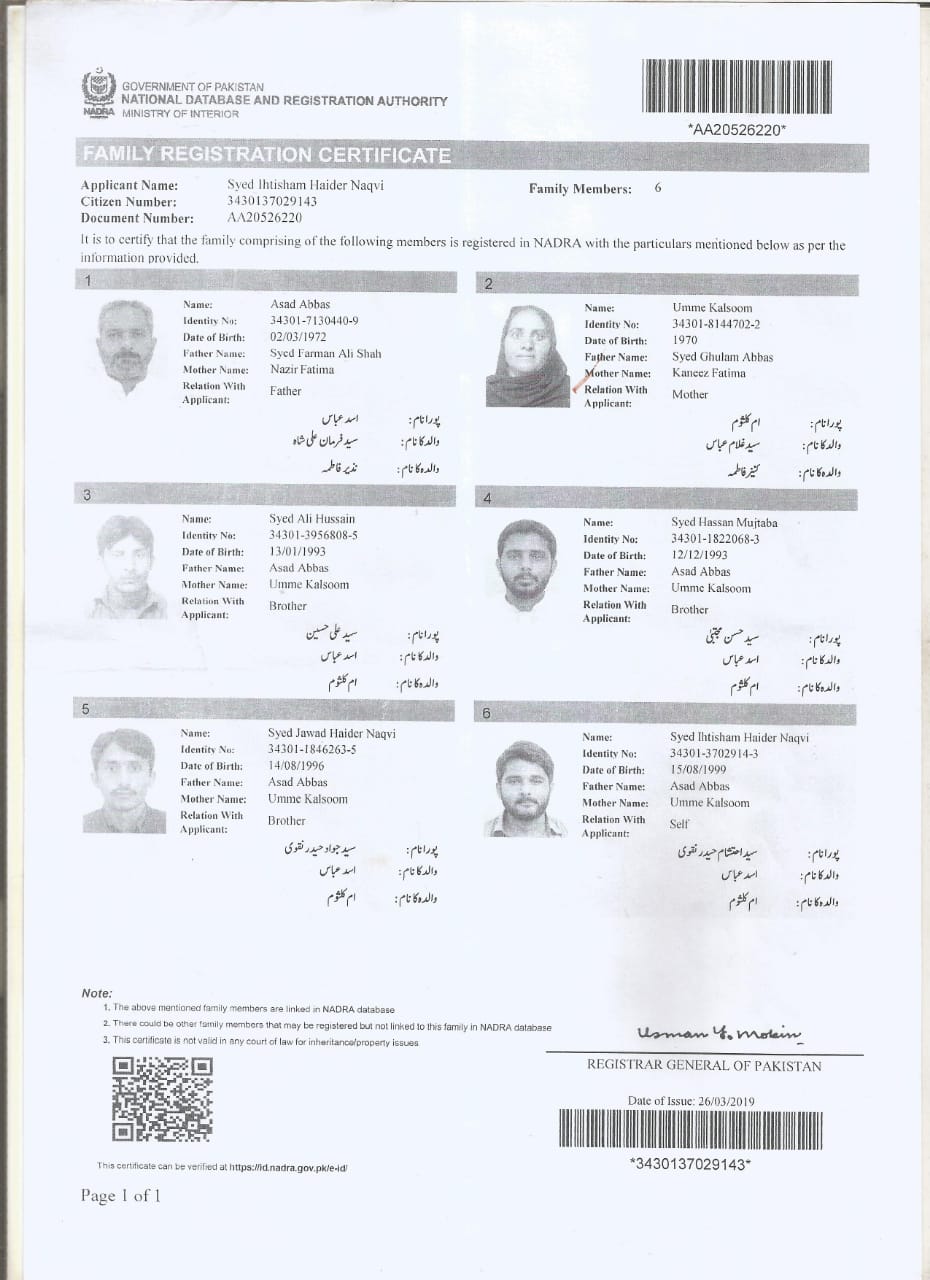 GOVERNMENT OF PAKISTAN
NATIONAL DATABASE AND REGISTRATION AUTHORITY
NADRA MINISTRY OF INTERIOR
*AA20526220*
FAMILY REGISTRATION CERTIFICATE
Applicant Name: Syed Ihtisham Haider Naqvi Family Members: 6
Citizen Number: 3430137029143
Document Number: AA20526220
It is to certify that the family comprising of the following members is registered in NADRA with the particulars mentioned below as per the
information provided.
1
Name: Asad Abbas
Identity No: 34301-7130440-9
Date of Birth: 02/03/1972
Father Name: Syed Farman Ali Shah
Mother Name: Nazir Fatima
Relation With
Applicant: Father
پورا نام: اسد عباس
والد کا نام: سید فرمان علی شاہ
والدہ کا نام: نذیر فاطمہ
2
Name: Umme Kalsoom
Identity No: 34301-8144702-2
Date of Birth: 1970
Father Name: Syed Ghulam Abbas
Mother Name: Kaneez Fatima
Relation With
Applicant: Mother
پورا نام: ام کلثوم
والد کا نام: سید غلام عباس
والدہ کا نام: کنیز فاطمہ
3
Name: Syed Ali Hussain
Identity No: 34301-3956808-5
Date of Birth: 13/01/1993
Father Name: Asad Abbas
Mother Name: Umme Kalsoom
Relation With
Applicant: Brother
پورا نام: سید علی حسین
والد کا نام: اسد عباس
والدہ کا نام: ام کلثوم
4
Name: Syed Hassan Mujtaba
Identity No: 34301-1822068-3
Date of Birth: 12/12/1993
Father Name: Asad Abbas
Mother Name: Umme Kalsoom
Relation With
Applicant: Brother
پورا نام: سید حسن مجتبیٰ
والد کا نام: اسد عباس
والدہ کا نام: ام کلثوم
5
Name: Syed Jawad Haider Naqvi
Identity No: 34301-1846263-5
Date of Birth: 14/08/1996
Father Name: Asad Abbas
Mother Name: Umme Kalsoom
Relation With
Applicant: Brother
پورا نام: سید جواد حیدر نقوی
والد کا نام: اسد عباس
والدہ کا نام: ام کلثوم
6
Name: Syed Ihtisham Haider Naqvi
Identity No: 34301-3702914-3
Date of Birth: 15/08/1999
Father Name: Asad Abbas
Mother Name: Umme Kalsoom
Relation With
Applicant: Self
پورا نام: سید احتشام حیدر نقوی
والد کا نام: اسد عباس
والدہ کا نام: ام کلثوم
Note:
1. The above mentioned family members are linked in NADRA database
2. There could be other family members that may be registered but not linked to this family in NADRA database
3. This certificate is not valid in any court of law for inheritance/property issues
Usman Y. Mobin
REGISTRAR GENERAL OF PAKISTAN
Date of Issue: 26/03/2019
*3430137029143*
This certificate can be verified at https://id.nadra.gov.pk/e-id/
Page 1 of 1